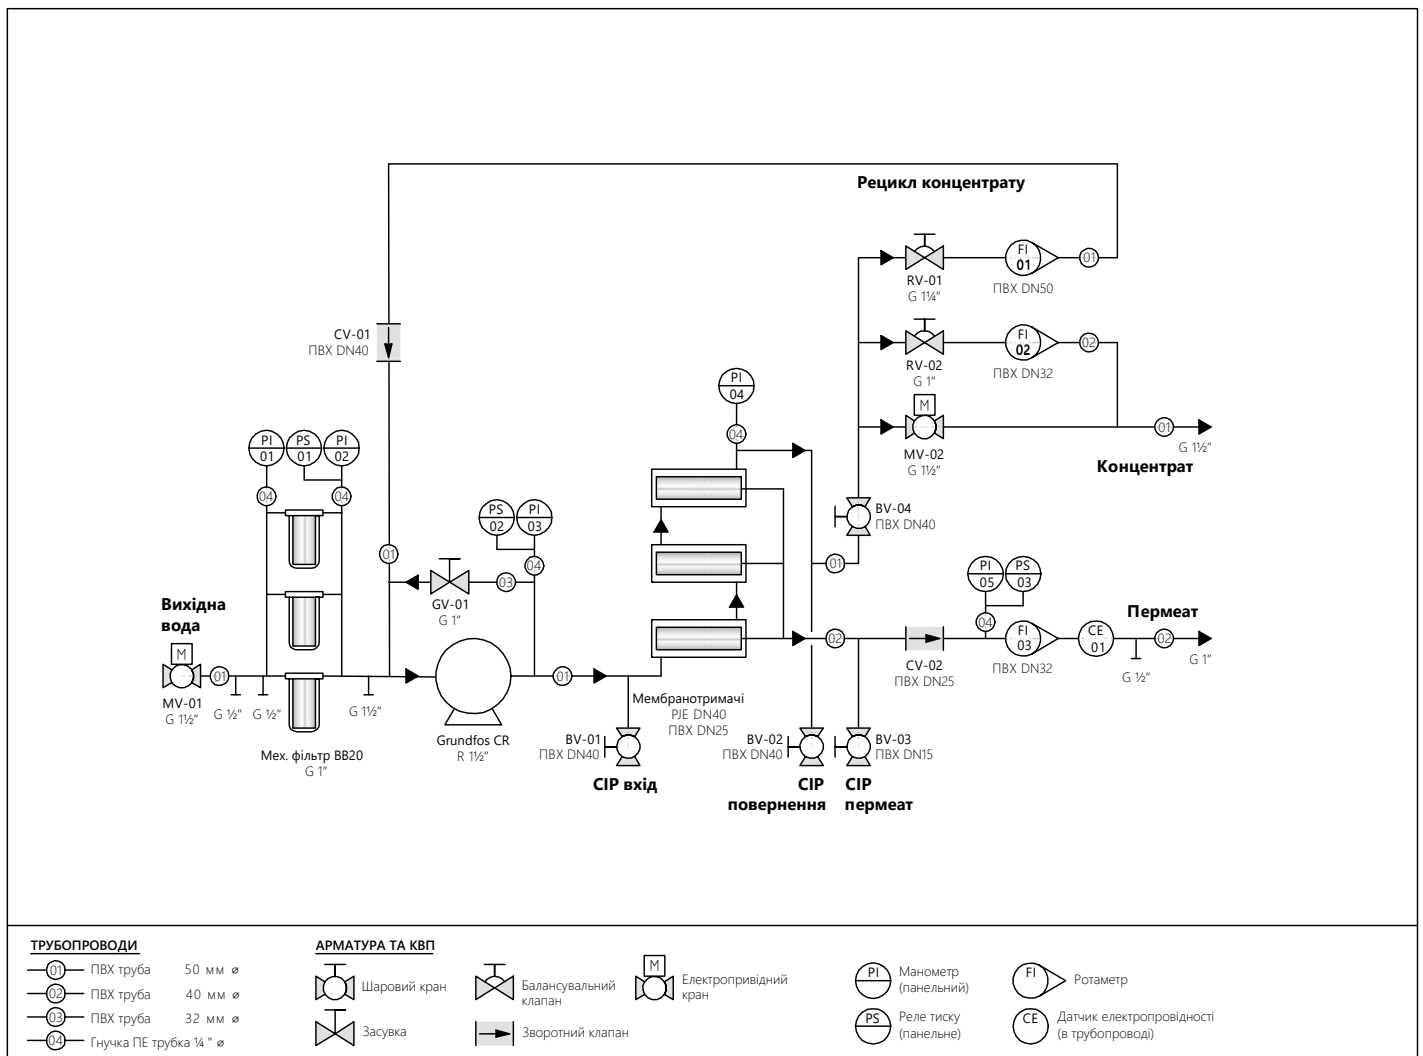 Рецикл концентрату
FI
01
01
RV-01
G 1¼"
ПВХ DN50
CV-01
ПВХ DN40
FI
02
02
RV-02
G 1"
ПВХ DN32
PI
04
04
M
MV-02
G 1½"
01
G 1½"
Концентрат
PI
01
PS
01
PI
02
04
04
BV-04
ПВХ DN40
PS
02
PI
03
04
01
01
PI
05
PS
03
04
03
GV-01
G 1"
Вихідна
вода
Пермеат
M
01
MV-01
G 1½"
G ½"
G ½"
G 1½"
01
02
FI
03
CE
01
02
G 1"
CV-02
ПВХ DN25
ПВХ DN32
G ½"
Мембранотримачі
PJE DN40
ПВХ DN25
Grundfos CR
R 1½"
Мех. фільтр BB20
G 1"
BV-01
ПВХ DN40
BV-02
ПВХ DN40
BV-03
ПВХ DN15
CIP вхід
CIP
повернення
CIP
пермеат
ТРУБОПРОВОДИ
01 ПВХ труба 50 мм ⌀
02 ПВХ труба 40 мм ⌀
03 ПВХ труба 32 мм ⌀
04 Гнучка ПЕ трубка ¼ " ⌀
АРМАТУРА ТА КВП
Шаровий кран
Засувка
Балансувальний
клапан
Зворотний клапан
M
Електропривідний
кран
PI
Манометр
(панельний)
PS
Реле тиску
(панельне)
FI
Ротаметр
CE
Датчик електропровідності
(в трубопроводі)